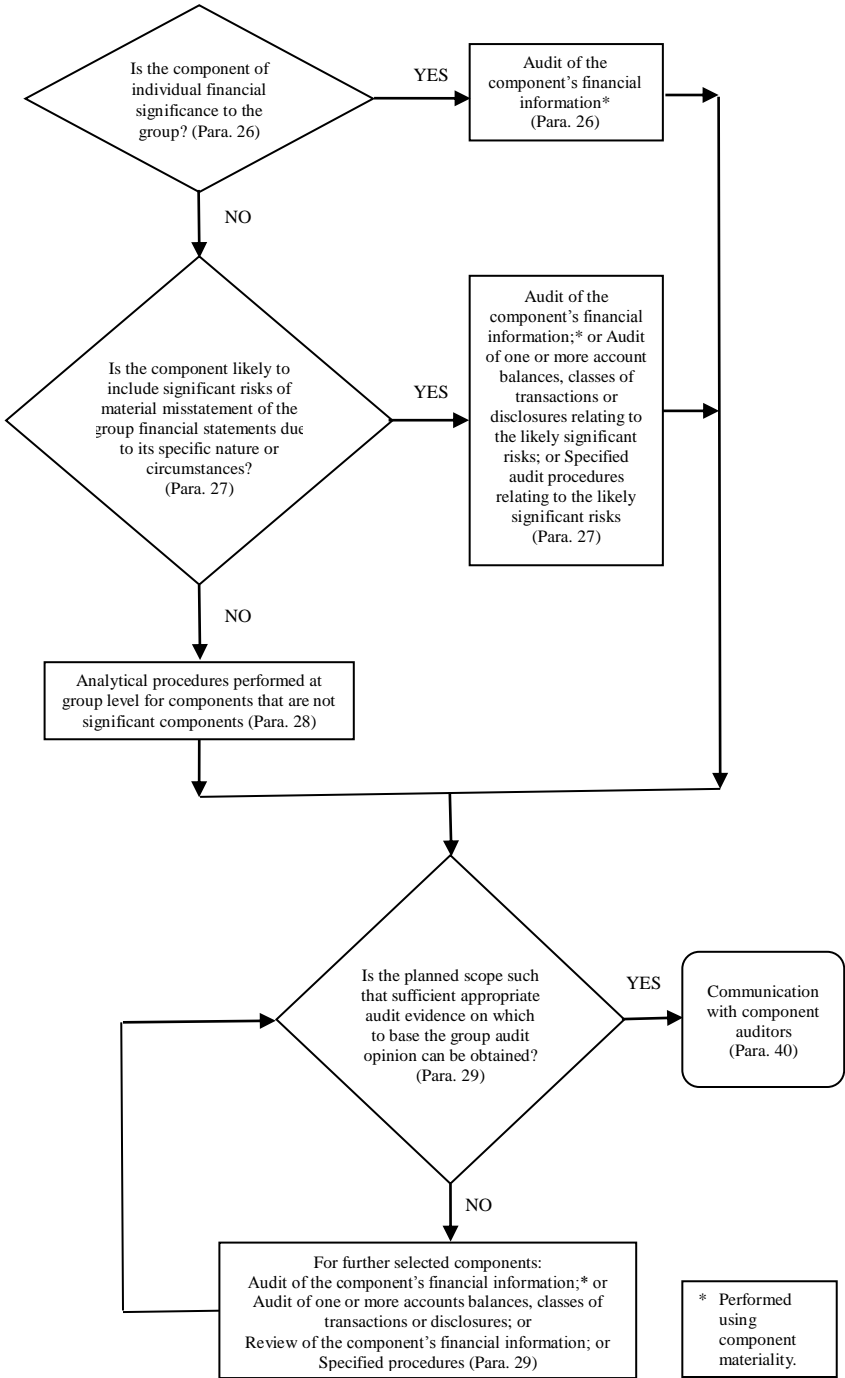 Is the component of
individual financial
significance to the
group? (Para. 26)
YES
Audit of the
component’s financial
information*
(Para. 26)
NO
Is the component likely to
include significant risks of
material misstatement of the
group financial statements due
to its specific nature or
circumstances?
(Para. 27)
YES
Audit of the
component’s financial
information;* or Audit
of one or more account
balances, classes of
transactions or
disclosures relating to
the likely significant
risks; or Specified
audit procedures
relating to the likely
significant risks
(Para. 27)
NO
Analytical procedures performed at
group level for components that are not
significant components (Para. 28)
Is the planned scope such
that sufficient appropriate
audit evidence on which
to base the group audit
opinion can be obtained?
(Para. 29)
YES
Communication
with component
auditors
(Para. 40)
NO
For further selected components:
Audit of the component’s financial information;* or
Audit of one or more accounts balances, classes of
transactions or disclosures; or
Review of the component’s financial information; or
Specified procedures (Para. 29)
* Performed
using
component
materiality.